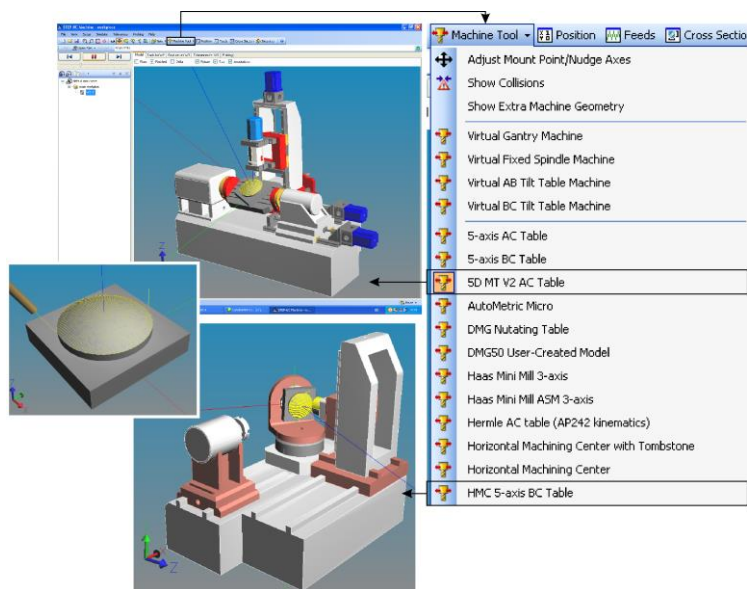 STEP-NC Machine
Machine Tool
Position
Feeds
Cross Sectio
Adjust Mount Point/Nudge Axes
Show Collisions
Show Extra Machine Geometry
Virtual Gantry Machine
Virtual Fixed Spindle Machine
Virtual AB Tilt Table Machine
Virtual BC Tilt Table Machine
5-axis AC Table
5-axis BC Table
5D MT V2 AC Table
AutoMetric Micro
DMG Nutating Table
DMG50 User-Created Model
Haas Mini Mill 3-axis
Haas Mini Mill ASM 3-axis
Hermle AC table (AP242 kinematics)
Horizontal Machining Center with Tombstone
Horizontal Machining Center
HMC 5-axis BC Table
Z
Z